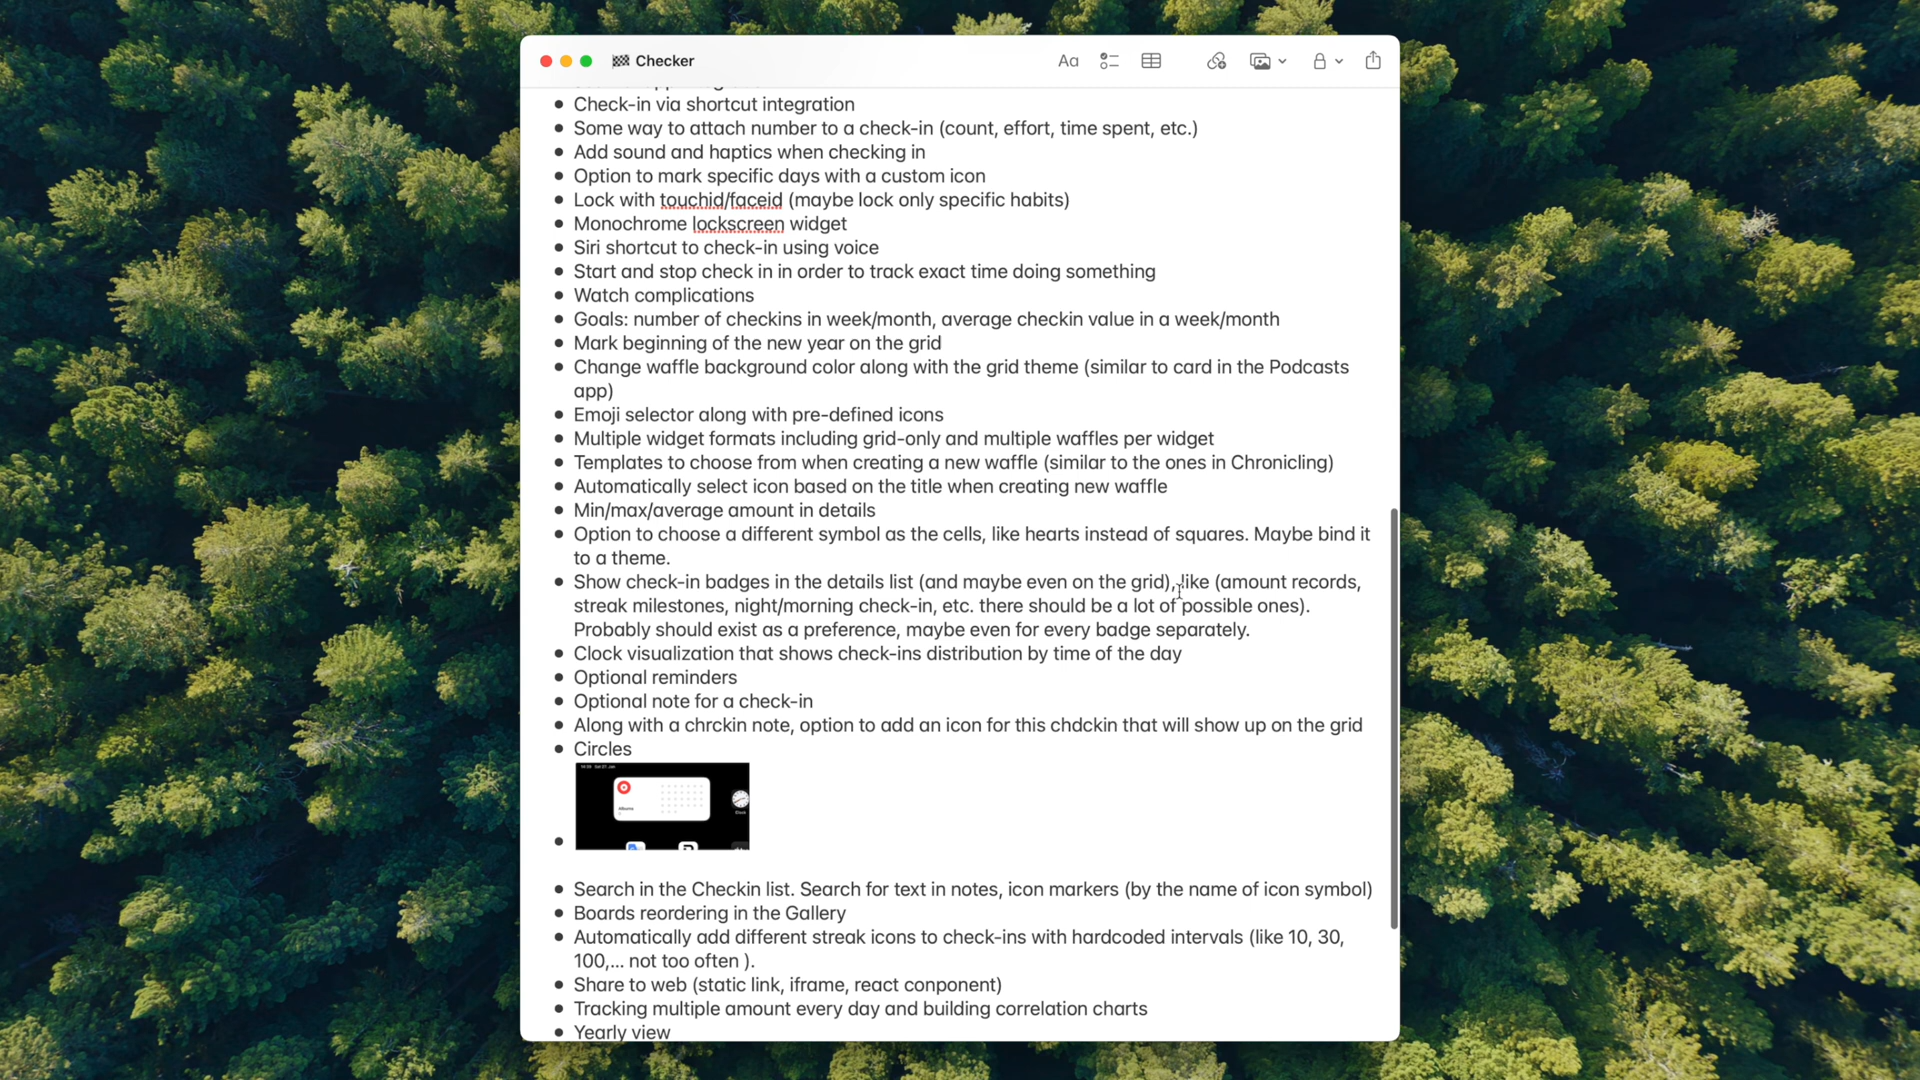 Checker
Aa
Check-in via shortcut integration
Some way to attach number to a check-in (count, effort, time spent, etc.)
Add sound and haptics when checking in
Option to mark specific days with a custom icon
Lock with touchid/faceid (maybe lock only specific habits)
Monochrome lockscreen widget
Siri shortcut to check-in using voice
Start and stop check in in order to track exact time doing something
Watch complications
Goals: number of checkins in week/month, average checkin value in a week/month
Mark beginning of the new year on the grid
Change waffle background color along with the grid theme (similar to card in the Podcasts
app)
Emoji selector along with pre-defined icons
Multiple widget formats including grid-only and multiple waffles per widget
Templates to choose from when creating a new waffle (similar to the ones in Chronicling)
Automatically select icon based on the title when creating new waffle
Min/max/average amount in details
Option to choose a different symbol as the cells, like hearts instead of squares. Maybe bind it
to a theme.
Show check-in badges in the details list (and maybe even on the grid), like (amount records,
streak milestones, night/morning check-in, etc. there should be a lot of possible ones).
Probably should exist as a preference, maybe even for every badge separately.
Clock visualization that shows check-ins distribution by time of the day
Optional reminders
Optional note for a check-in
Along with a chrckin note, option to add an icon for this chdckin that will show up on the grid
Circles
Albums
Clock
Search in the Checkin list. Search for text in notes, icon markers (by the name of icon symbol)
Boards reordering in the Gallery
Automatically add different streak icons to check-ins with hardcoded intervals (like 10, 30,
100,... not too often ).
Share to web (static link, iframe, react component)
Tracking multiple amount every day and building correlation charts
Yearly view